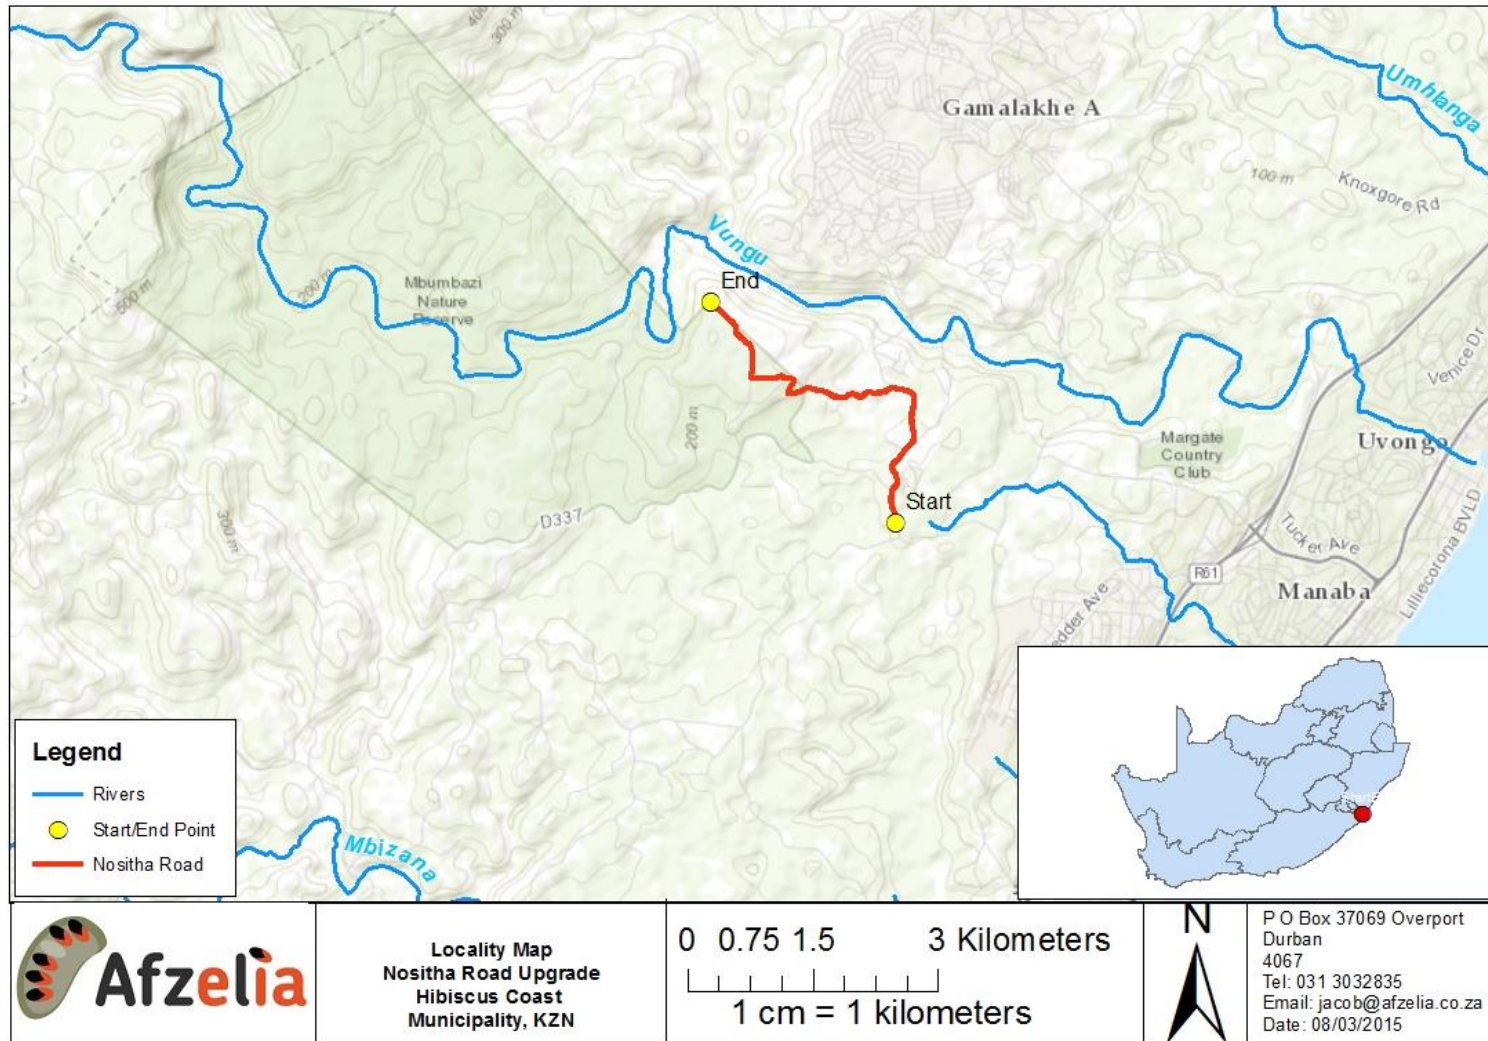 400 m
300 m
Umhlanga
Gamalakhe A
100 m
Knoxgore Rd
Vungu
End
Mbumbazi
Nature
Reserve
200 m
500 m
Venice Dr
200 m
Margate
Country
Club
Uvongo
Start
300 m
D337
Tucker Ave
R61
Manaba
Lilliecorona BVLD
edder Ave
Legend
Rivers
Start/End Point
Nositha Road
Mbizana
Afzelia
Locality Map
Nositha Road Upgrade
Hibiscus Coast
Municipality, KZN
0 0.75 1.5 3 Kilometers
1 cm = 1 kilometers
N
P O Box 37069 Overport
Durban
4067
Tel: 031 3032835
Email: jacob@afzelia.co.za
Date: 08/03/2015